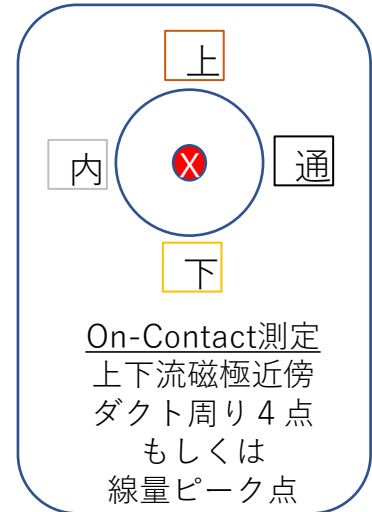 上
内
X
通
下
On-Contact測定
上下流磁極近傍
ダクト周り４点
もしくは
線量ピーク点